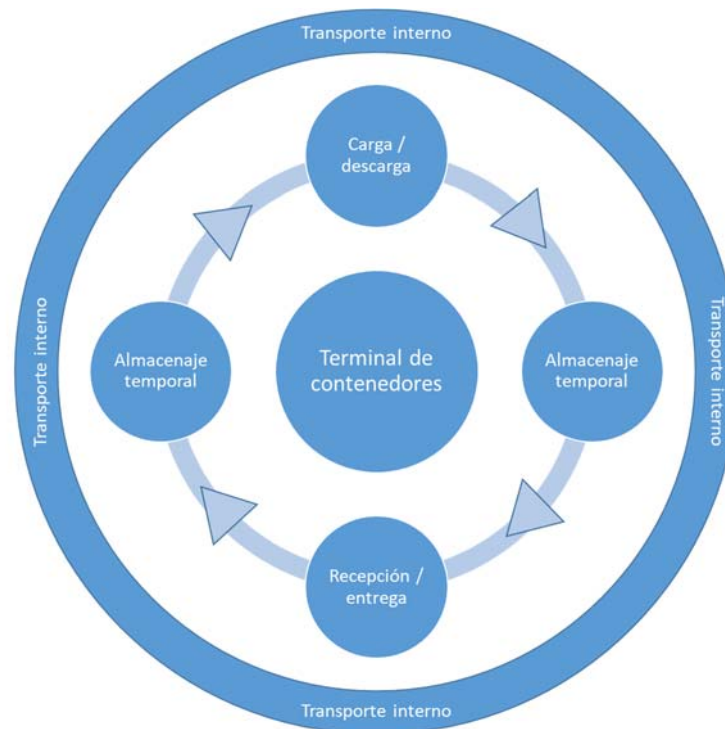 Transporte interno
Carga /
descarga
Transporte interno
Almacenaje
temporal
Terminal de
contenedores
Almacenaje
temporal
Transporte interno
Recepción /
entrega
Transporte interno